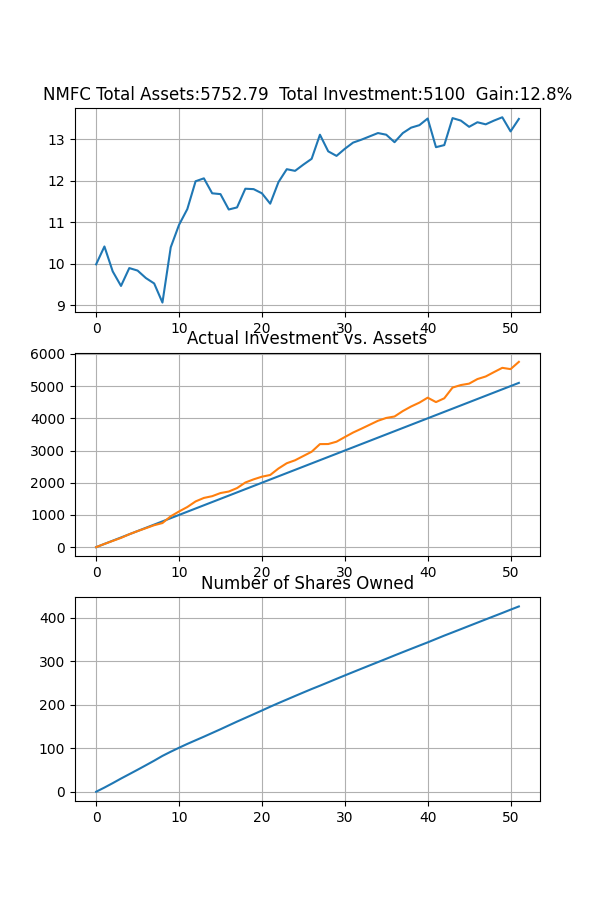 NMFC Total Assets:5752.79  Total Investment:5100  Gain:12.8%
13
12
11
10
9
0 10 20 30 40 50
Actual Investment vs. Assets
6000
5000
4000
3000
2000
1000
0
0 10 20 30 40 50
Number of Shares Owned
400
300
200
100
0
0 10 20 30 40 50